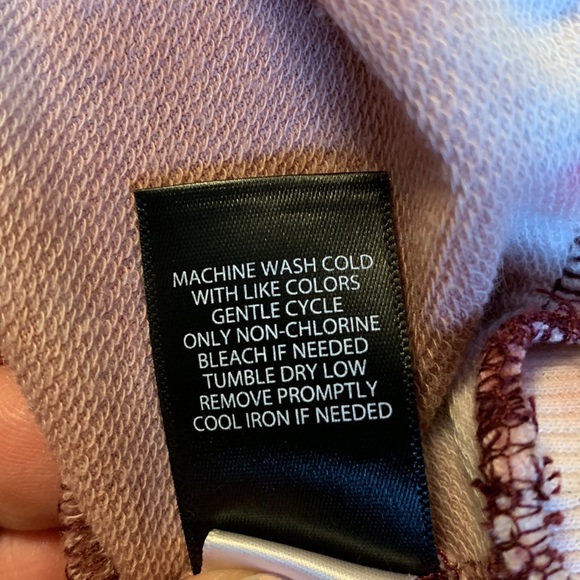 MACHINE WASH COLD
WITH LIKE COLORS
GENTLE CYCLE
ONLY NON-CHLORINE
BLEACH IF NEEDED
TUMBLE DRY LOW
REMOVE PROMPTLY
COOL IRON IF NEEDED